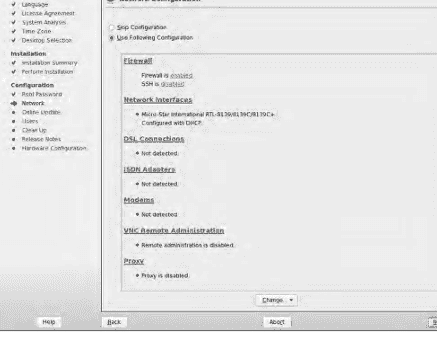 Language
License Agreement
System Analysis
Time Zone
Desktop Selection
Installation
Installation Summary
Perform Installation
Configuration
Root Password
Network
Online Update
Users
Clean Up
Release Notes
Hardware Configuration
Skip Configuration
Use Following Configuration
Firewall
Firewall is enabled
SSH is disabled
Network Interfaces
Micro-Star International RTL-8139/8139C/8139C+
Configured with DHCP
DSL Connections
Not detected.
ISDN Adapters
Not detected.
Modems
Not detected.
VNC Remote Administration
Remote administration is disabled.
Proxy
Proxy is disabled.
Change
Help
Back
Abort